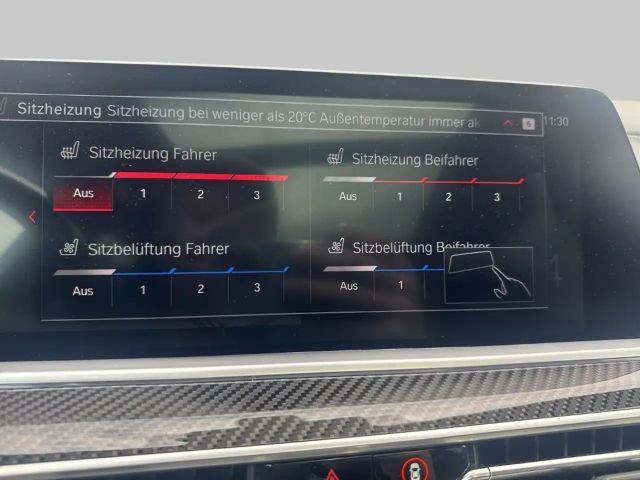 Sitzheizung Sitzheizung bei weniger als 20°C Außentemperatur immer ak
6 11:30
Sitzheizung Fahrer
Aus 1 2 3
Sitzheizung Beifahrer
Aus 1 2 3
Sitzbelüftung Fahrer
Aus 1 2 3
Sitzbelüftung Beifahrer
Aus 1